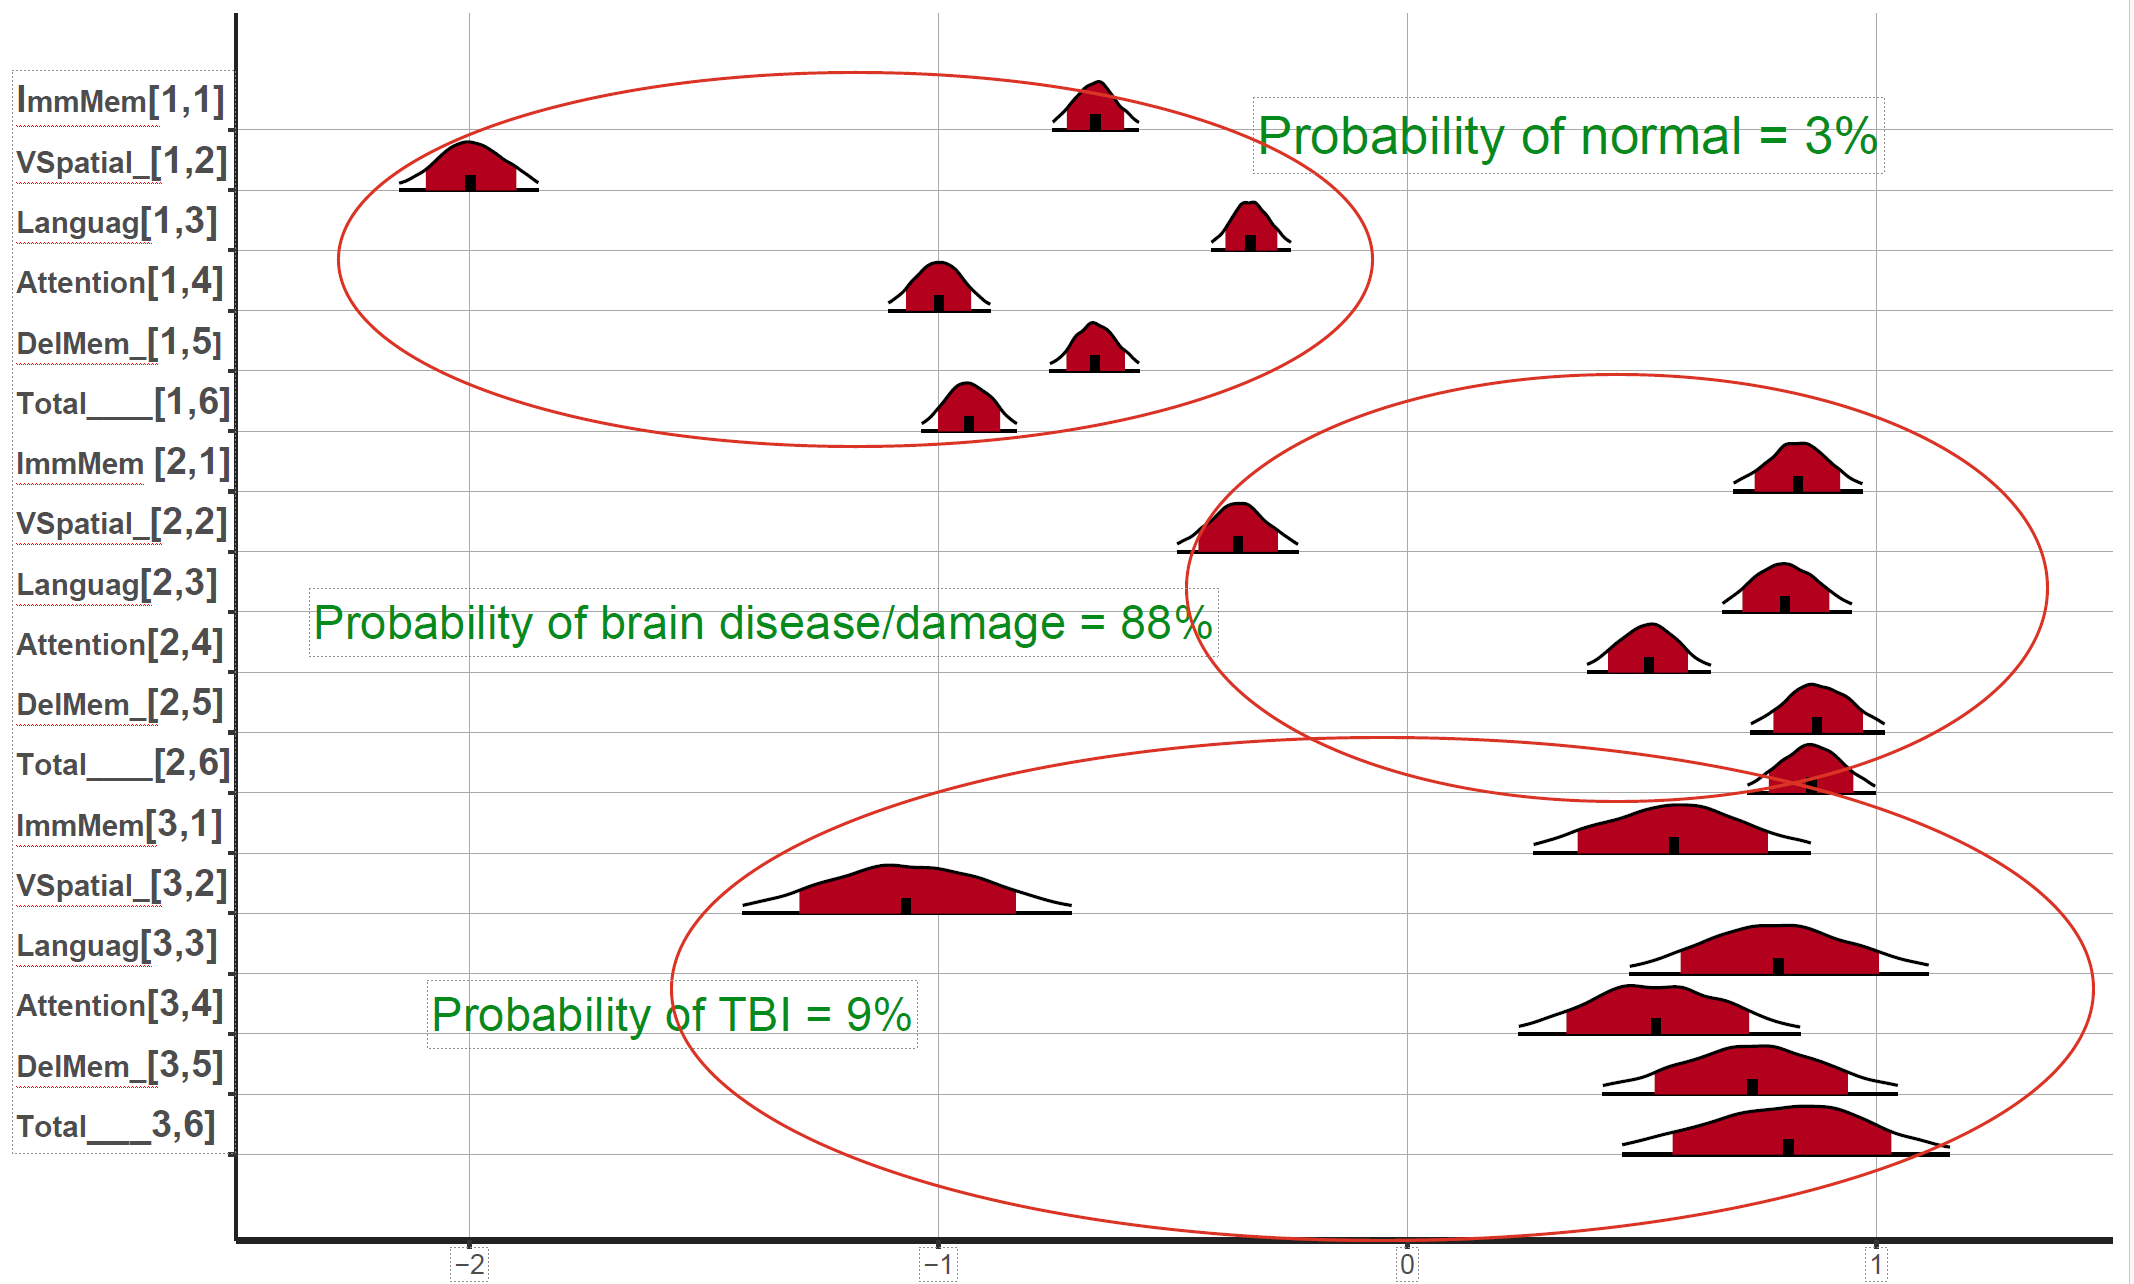 ImmMem[1,1]
Probability of normal = 3%
VSpatial_[1,2]
Languag[1,3]
Attention[1,4]
DelMem_[1,5]
Total____[1,6]
ImmMem [2,1]
VSpatial_[2,2]
Languag[2,3]
Probability of brain disease/damage = 88%
Attention[2,4]
DelMem_[2,5]
Total____[2,6]
ImmMem[3,1]
VSpatial_[3,2]
Languag[3,3]
Attention[3,4]
Probability of TBI = 9%
DelMem_[3,5]
Total____3,6]
−2 −1 0 1